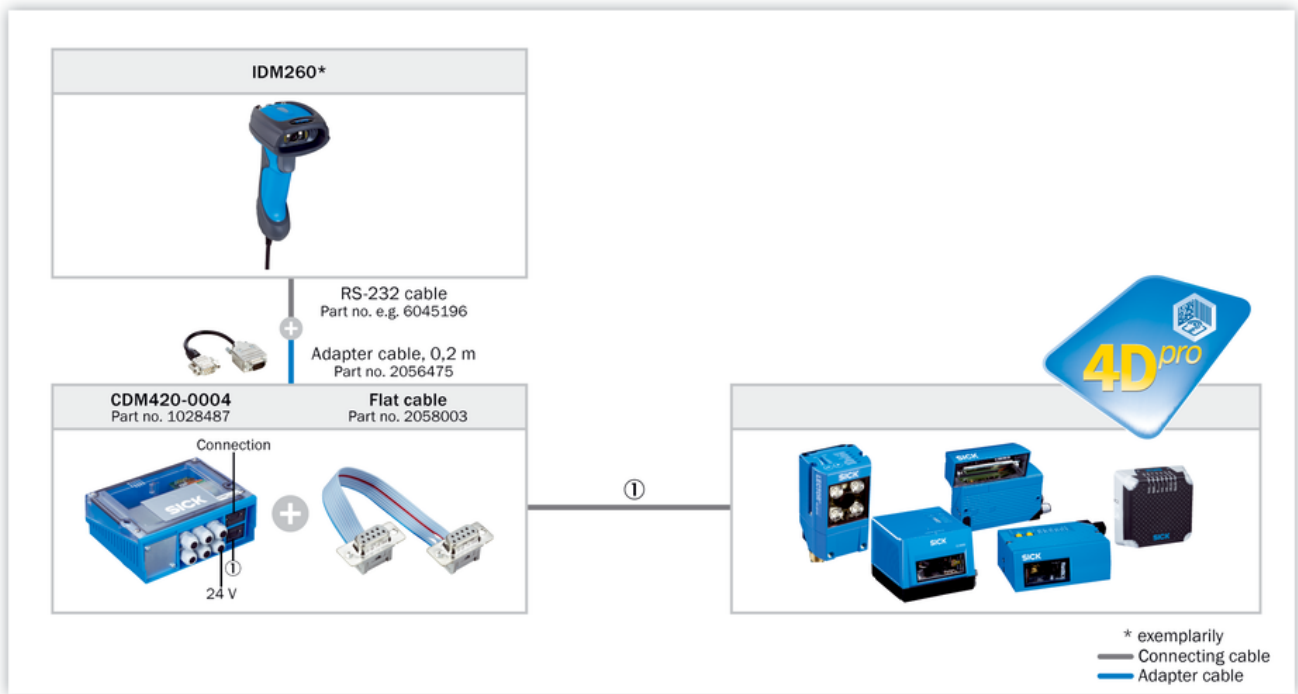 IDM260*
RS-232 cable
Part no. e.g. 6045196
Adapter cable, 0,2 m
Part no. 2056475
4Dpro
CDM420-0004
Part no. 1028487
Flat cable
Part no. 2058003
Connection
SICK
①
24 V
①
SICK
SICK
SICK
SICK
SICK
* exemplarily
Connecting cable
Adapter cable